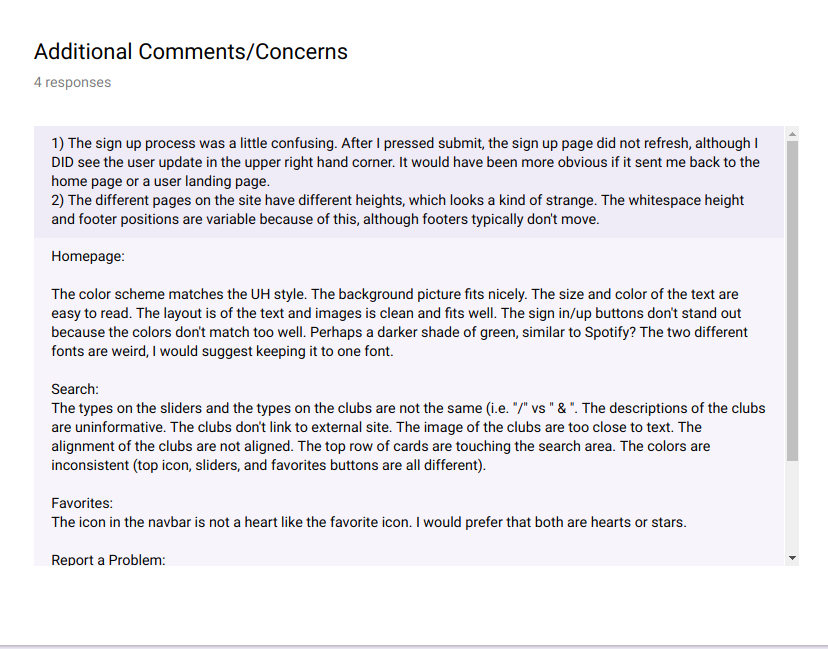 Additional Comments/Concerns
4 responses
1) The sign up process was a little confusing. After I pressed submit, the sign up page did not refresh, although I
DID see the user update in the upper right hand corner. It would have been more obvious if it sent me back to the
home page or a user landing page.
2) The different pages on the site have different heights, which looks a kind of strange. The whitespace height
and footer positions are variable because of this, although footers typically don't move.
Homepage:
The color scheme matches the UH style. The background picture fits nicely. The size and color of the text are
easy to read. The layout is of the text and images is clean and fits well. The sign in/up buttons don't stand out
because the colors don't match too well. Perhaps a darker shade of green, similar to Spotify? The two different
fonts are weird, I would suggest keeping it to one font.
Search:
The types on the sliders and the types on the clubs are not the same (i.e. "/" vs " & ". The descriptions of the clubs
are uninformative. The clubs don't link to external site. The image of the clubs are too close to text. The
alignment of the clubs are not aligned. The top row of cards are touching the search area. The colors are
inconsistent (top icon, sliders, and favorites buttons are all different).
Favorites:
The icon in the navbar is not a heart like the favorite icon. I would prefer that both are hearts or stars.
Report a Problem: